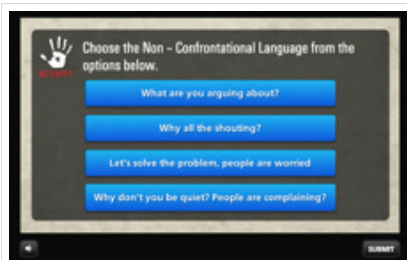 Choose the Non – Confrontational Language from the
options below.
ACTIVITY
What are you arguing about?
Why all the shouting?
Let's solve the problem, people are worried
Why don't you be quiet? People are complaining?
SUBMIT